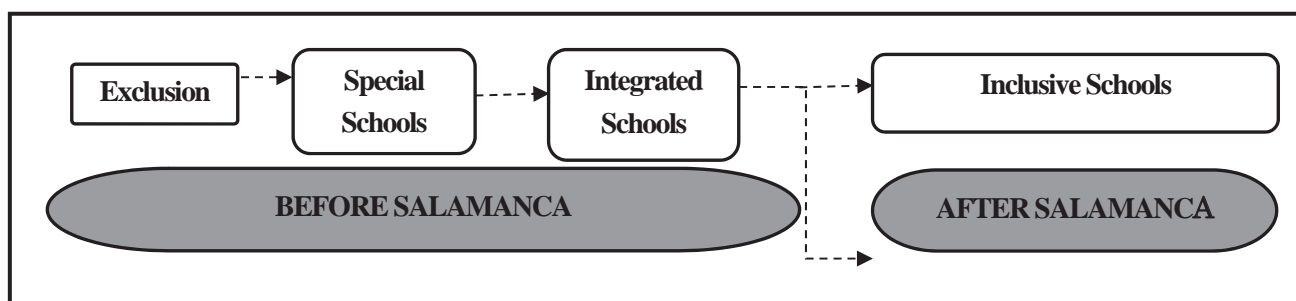 Exclusion
Special
Schools
Integrated
Schools
Inclusive Schools
BEFORE SALAMANCA
AFTER SALAMANCA